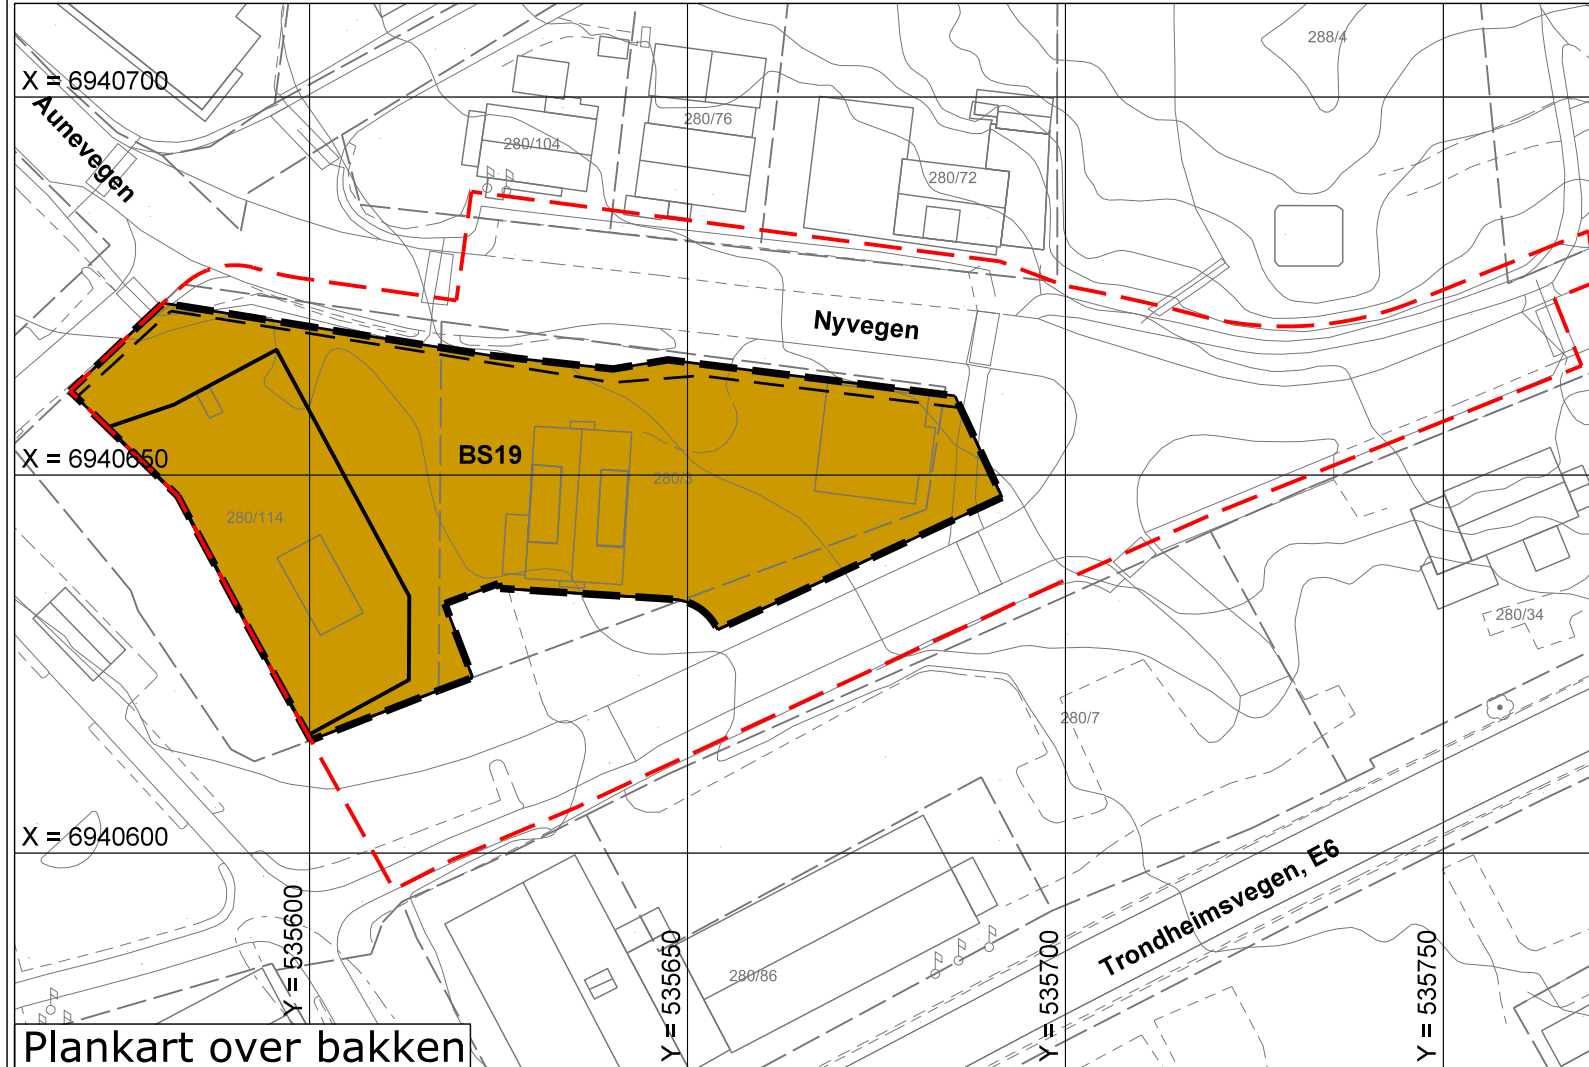 288/4
X = 6940700
Aunevegen
280/76
280/104
280/72
Nyvegen
BS19
X = 6940650
280/3
280/114
280/34
280/7
X = 6940600
Trondheimsvegen, E6
Y = 535600
Y = 535650
Y = 535700
Y = 535750
280/86
Plankart over bakken